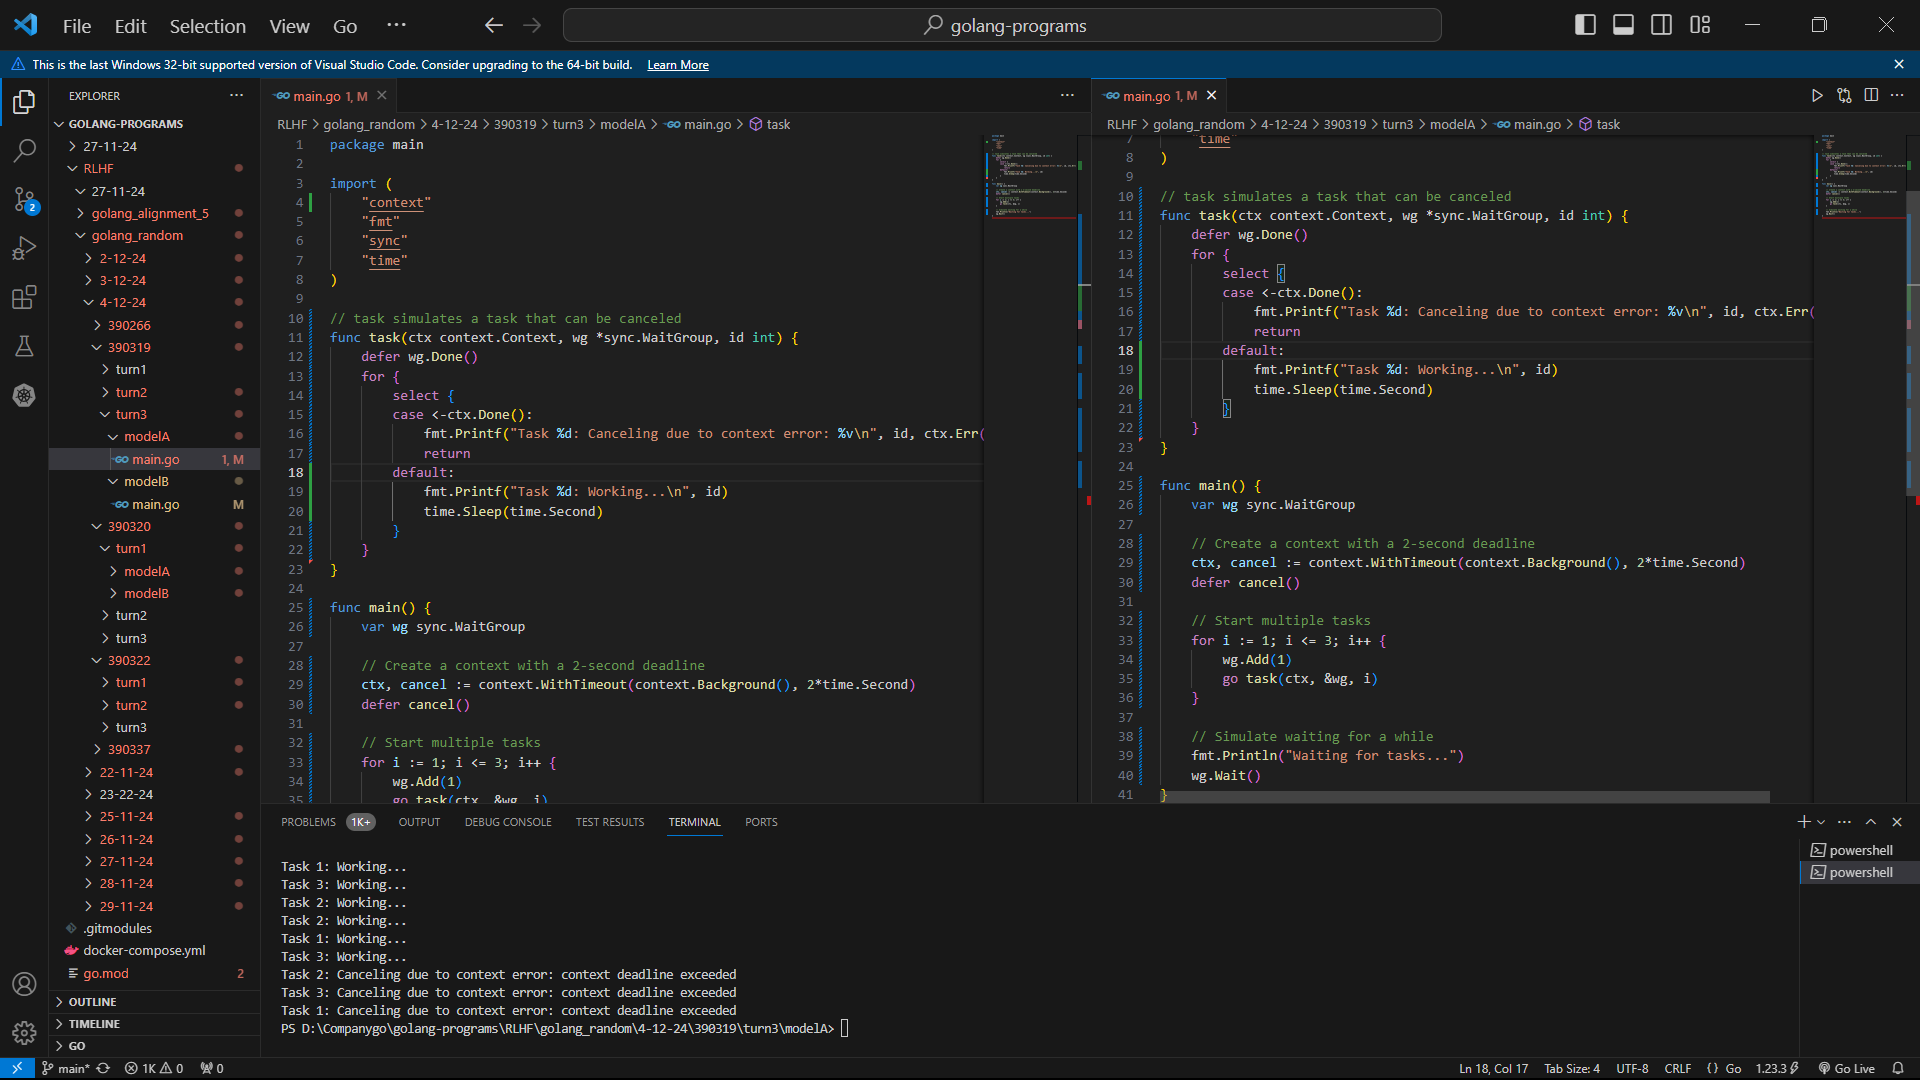 File Edit Selection View Go ··· golang-programs
This is the last Windows 32-bit supported version of Visual Studio Code. Consider upgrading to the 64-bit build. Learn More
EXPLORER
GOLANG-PROGRAMS
27-11-24
RLHF
27-11-24
golang_alignment_5
golang_random
2-12-24
3-12-24
4-12-24
390266
390319
turn1
turn2
turn3
modelA
main.go 1, M
modelB
main.go M
390320
turn1
modelA
modelB
turn2
turn3
390322
turn1
turn2
turn3
390337
22-11-24
23-22-24
25-11-24
26-11-24
27-11-24
28-11-24
29-11-24
.gitmodules
docker-compose.yml
go.mod 2
OUTLINE
TIMELINE
GO
2
main.go 1, M
RLHF > golang_random > 4-12-24 > 390319 > turn3 > modelA > main.go > task
1 package main
2
3 import (
4 "context"
5 "fmt"
6 "sync"
7 "time"
8 )
9
10 // task simulates a task that can be canceled
11 func task(ctx context.Context, wg *sync.WaitGroup, id int) {
12 defer wg.Done()
13 for {
14 select {
15 case <-ctx.Done():
16 fmt.Printf("Task %d: Canceling due to context error: %v\n", id, ctx.Err(
17 return
18 default:
19 fmt.Printf("Task %d: Working...\n", id)
20 time.Sleep(time.Second)
21 }
22 }
23 }
24
25 func main() {
26 var wg sync.WaitGroup
27
28 // Create a context with a 2-second deadline
29 ctx, cancel := context.WithTimeout(context.Background(), 2*time.Second)
30 defer cancel()
31
32 // Start multiple tasks
33 for i := 1; i <= 3; i++ {
34 wg.Add(1)
35 go task(ctx, &wg, i)
main.go 1, M
RLHF > golang_random > 4-12-24 > 390319 > turn3 > modelA > main.go > task
7 "time"
8 )
9
10 // task simulates a task that can be canceled
11 func task(ctx context.Context, wg *sync.WaitGroup, id int) {
12 defer wg.Done()
13 for {
14 select {
15 case <-ctx.Done():
16 fmt.Printf("Task %d: Canceling due to context error: %v\n", id, ctx.Err(
17 return
18 default:
19 fmt.Printf("Task %d: Working...\n", id)
20 time.Sleep(time.Second)
21 }
22 }
23 }
24
25 func main() {
26 var wg sync.WaitGroup
27
28 // Create a context with a 2-second deadline
29 ctx, cancel := context.WithTimeout(context.Background(), 2*time.Second)
30 defer cancel()
31
32 // Start multiple tasks
33 for i := 1; i <= 3; i++ {
34 wg.Add(1)
35 go task(ctx, &wg, i)
36 }
37
38 // Simulate waiting for a while
39 fmt.Println("Waiting for tasks...")
40 wg.Wait()
41 }
PROBLEMS 1K+ OUTPUT DEBUG CONSOLE TEST RESULTS TERMINAL PORTS
Task 1: Working...
Task 3: Working...
Task 2: Working...
Task 2: Working...
Task 1: Working...
Task 3: Working...
Task 2: Canceling due to context error: context deadline exceeded
Task 3: Canceling due to context error: context deadline exceeded
Task 1: Canceling due to context error: context deadline exceeded
PS D:\Companygo\golang-programs\RLHF\golang_random\4-12-24\390319\turn3\modelA>
powershell
powershell
main* 1K 0 0 Ln 18, Col 17 Tab Size: 4 UTF-8 CRLF {} Go 1.23.3 Go Live